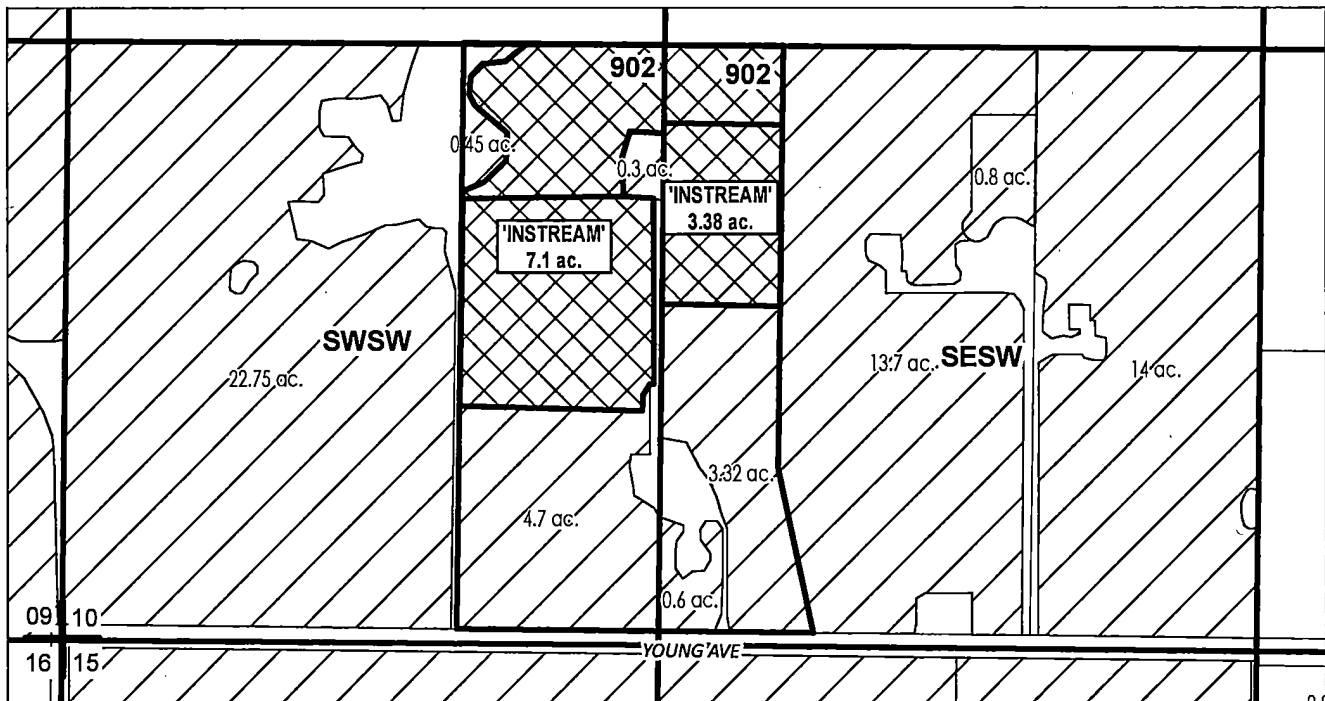 902
902
0.45 ac.
0.3 ac.
0.8 ac.
'INSTREAM'
3.38 ac.
'INSTREAM'
7.1 ac.
SWSW
SESW
22.75 ac.
13.7 ac.
14 ac.
3.32 ac.
4.7 ac.
0.6 ac.
09 10
YOUNG AVE
16 15